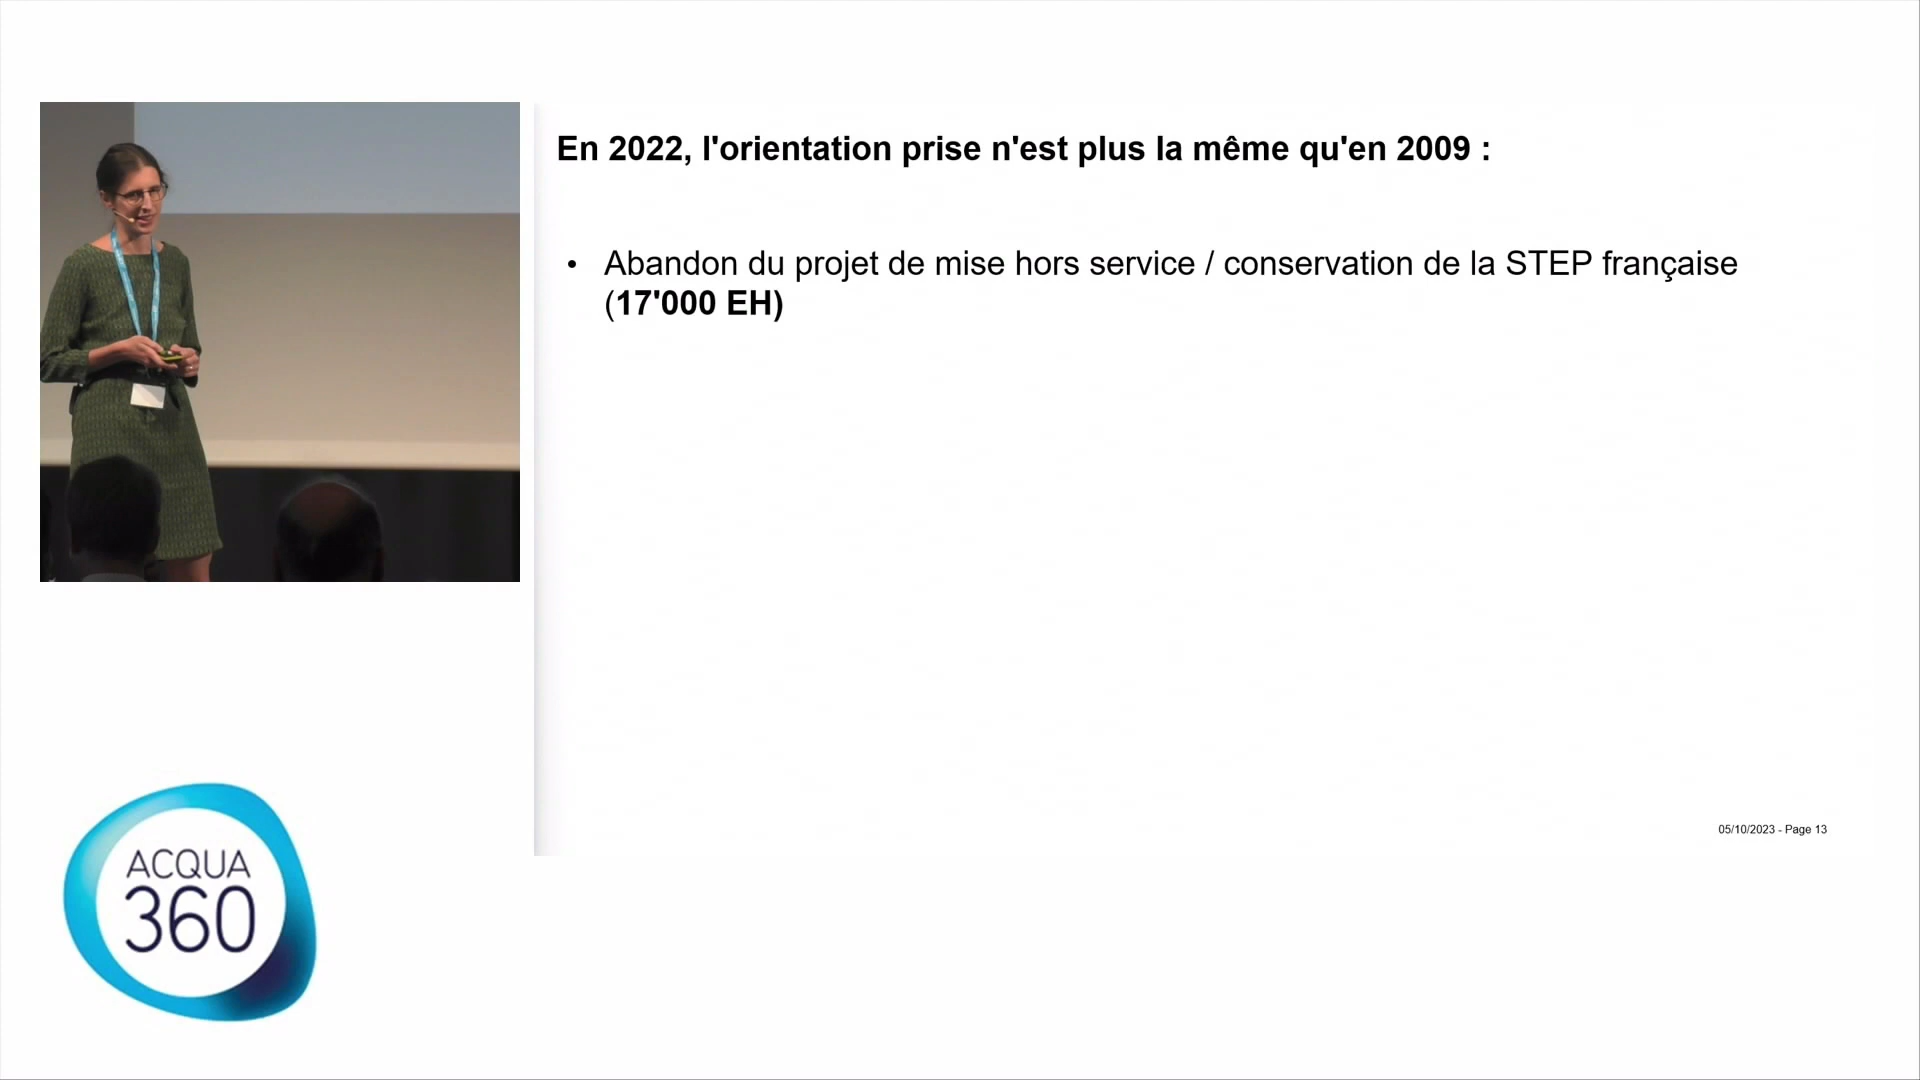 En 2022, l'orientation prise n'est plus la même qu'en 2009 :
• Abandon du projet de mise hors service / conservation de la STEP française
(17'000 EH)
05/10/2023 - Page 13
ACQUA
360